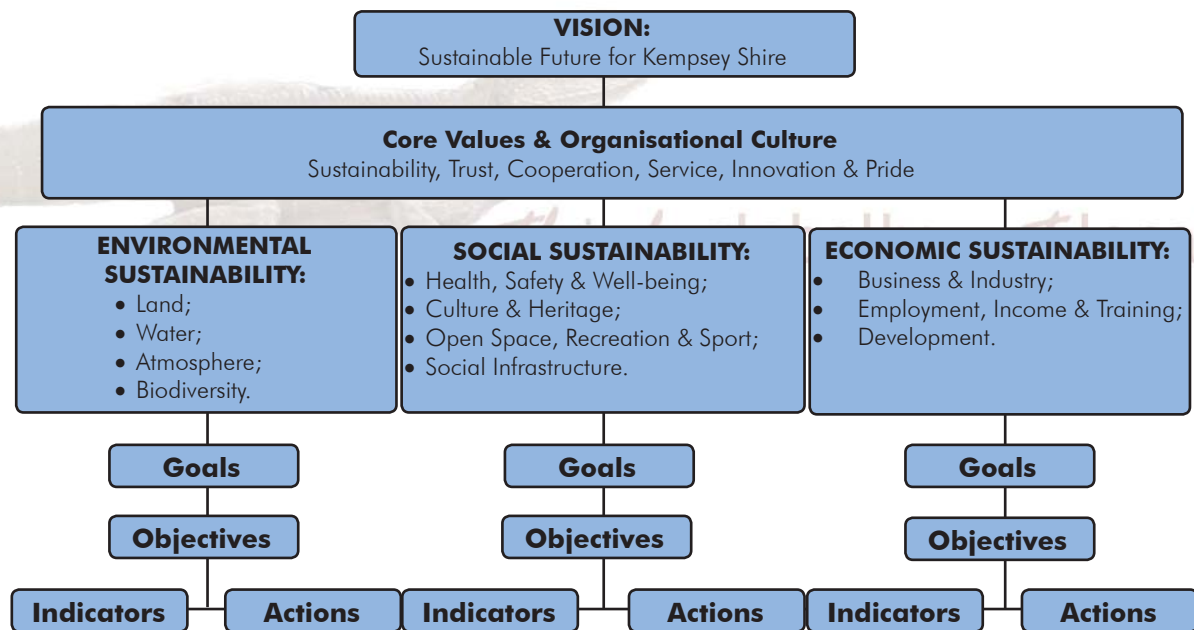 VISION:
Sustainable Future for Kempsey Shire
Core Values & Organisational Culture
Sustainability, Trust, Cooperation, Service, Innovation & Pride
ENVIRONMENTAL
SUSTAINABILITY:
• Land;
• Water;
• Atmosphere;
• Biodiversity.
SOCIAL SUSTAINABILITY:
• Health, Safety & Well-being;
• Culture & Heritage;
• Open Space, Recreation & Sport;
• Social Infrastructure.
ECONOMIC SUSTAINABILITY:
• Business & Industry;
• Employment, Income & Training;
• Development.
Goals
Goals
Goals
Objectives
Objectives
Objectives
Indicators
Actions
Indicators
Actions
Indicators
Actions